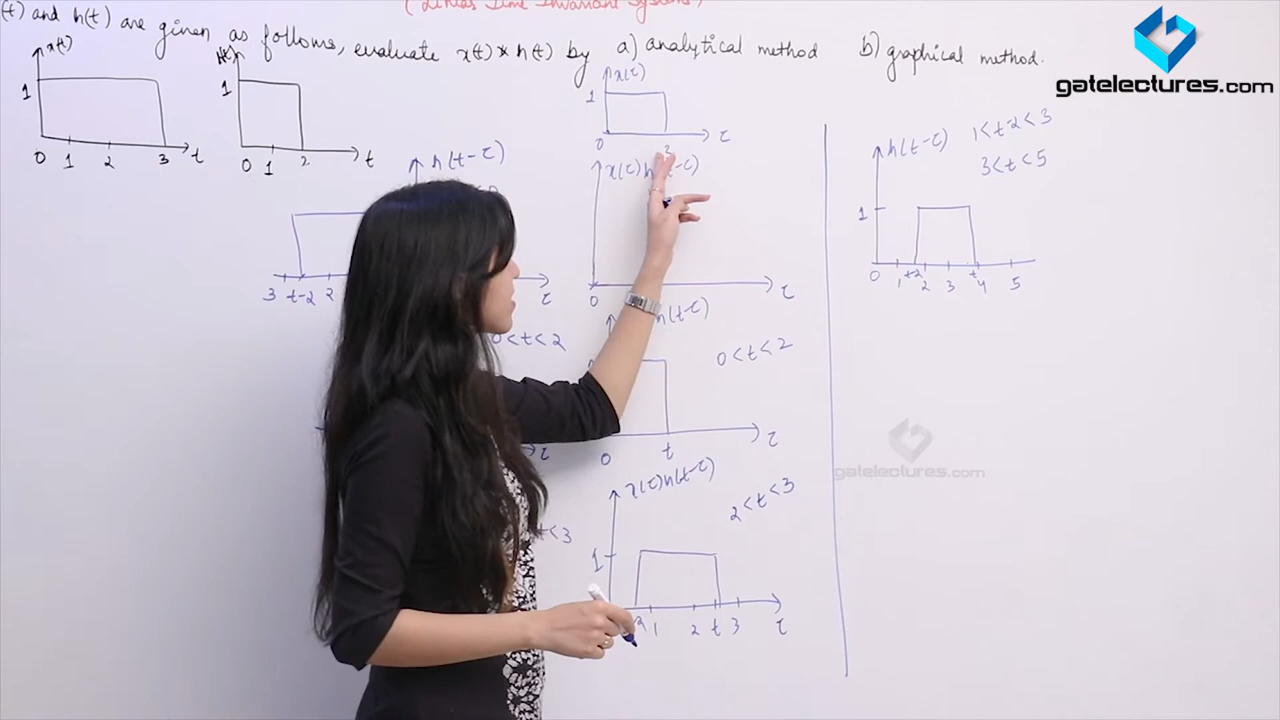 (Linear Time Invariant Systems)
(t) and h(t) are given as follows, evaluate x(t) * h(t) by a) analytical method b) graphical method.
gatelectures.com
x(t)
1
0 1 2 3 t
h(t)
1
0 1 2 t
x(τ)
1
0 3 τ
h(t-τ)
3 t-2 2 τ
x(τ)h(t-τ)
0 τ
h(t-τ)
1 < t-2 < 3
3 < t < 5
1
0 1 t-2 2 3 t 4 5
0 < t < 2
h(t-τ)
0 < t < 2
0 t τ
τ
t < 3
x(τ)h(t-τ)
2 < t < 3
1
2 1 2 t 3 τ
gatelectures.com